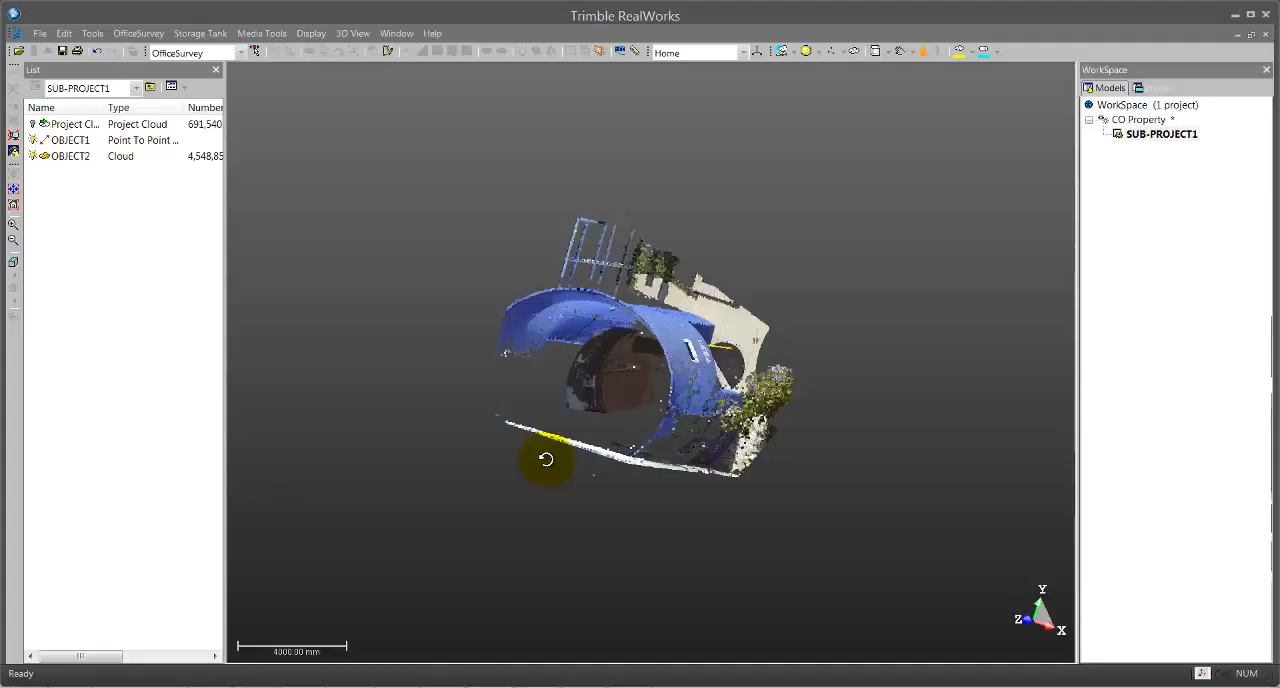 Trimble RealWorks
File Edit Tools OfficeSurvey Storage Tank Media Tools Display 3D View Window Help
OfficeSurvey Home
List
SUB-PROJECT1
Name Type Number
Project Cl... Project Cloud 691,540
OBJECT1 Point To Point ...
OBJECT2 Cloud 4,548,85
WorkSpace
Models
WorkSpace (1 project)
CO Property *
SUB-PROJECT1
Y
Z
X
4000.00 mm
Ready
NUM